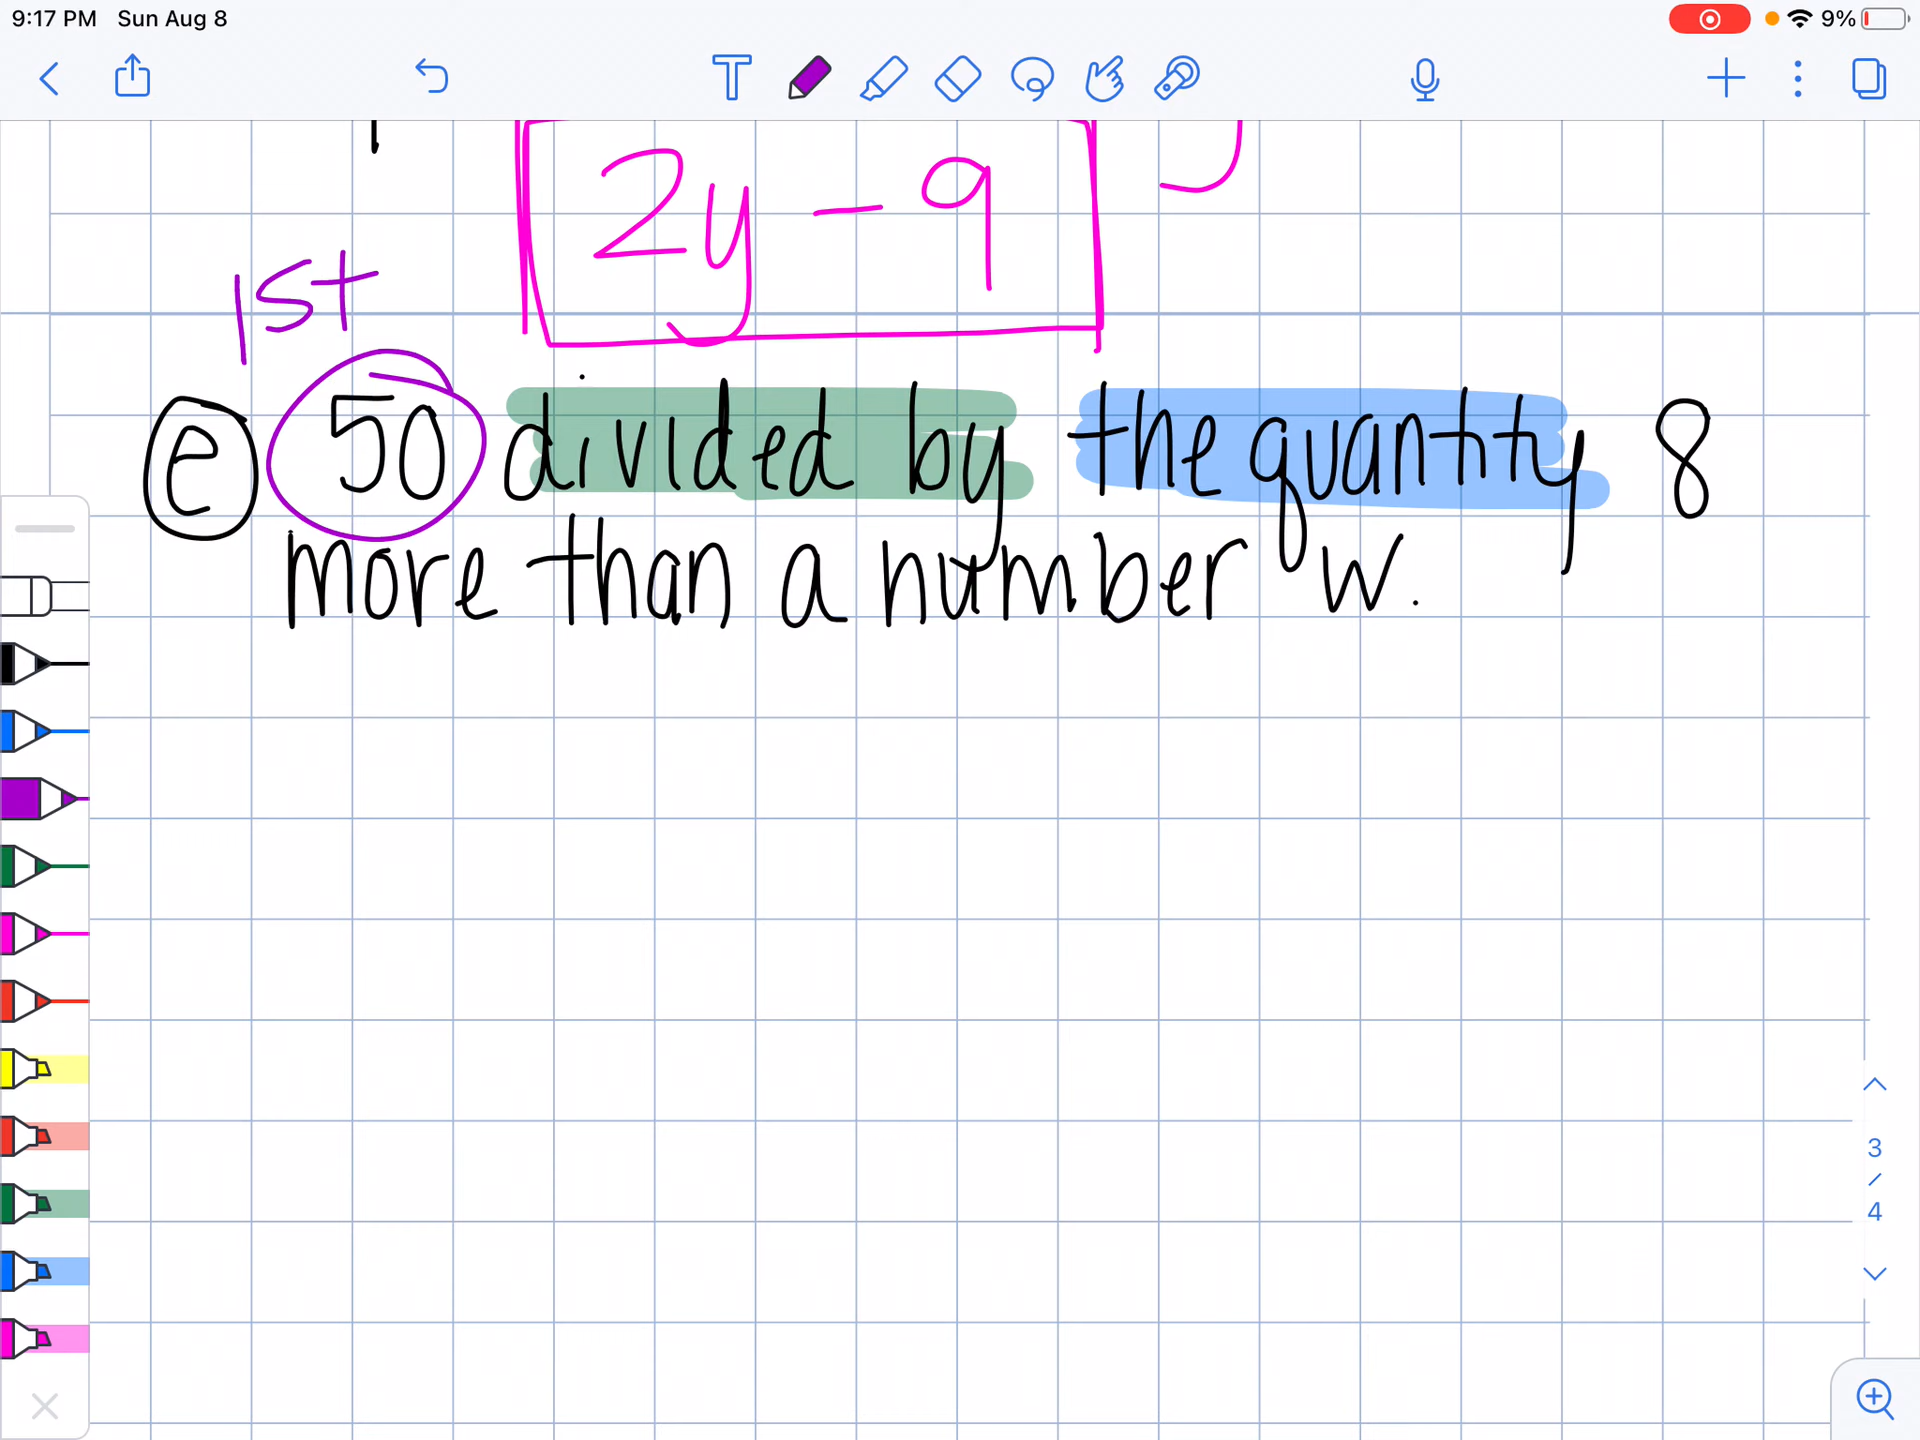 9:17 PM Sun Aug 8 9%
T
2y - 9
1st
e 50 divided by the quantity 8
more than a number w.
3
/
4